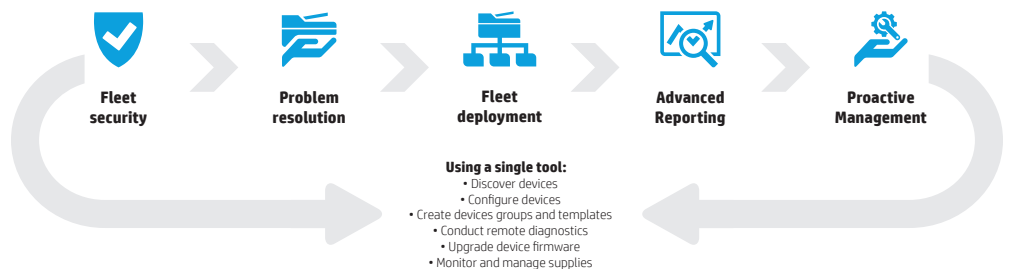 Fleet
security
Problem
resolution
Fleet
deployment
Advanced
Reporting
Proactive
Management
Using a single tool:
• Discover devices
• Configure devices
• Create devices groups and templates
• Conduct remote diagnostics
• Upgrade device firmware
• Monitor and manage supplies